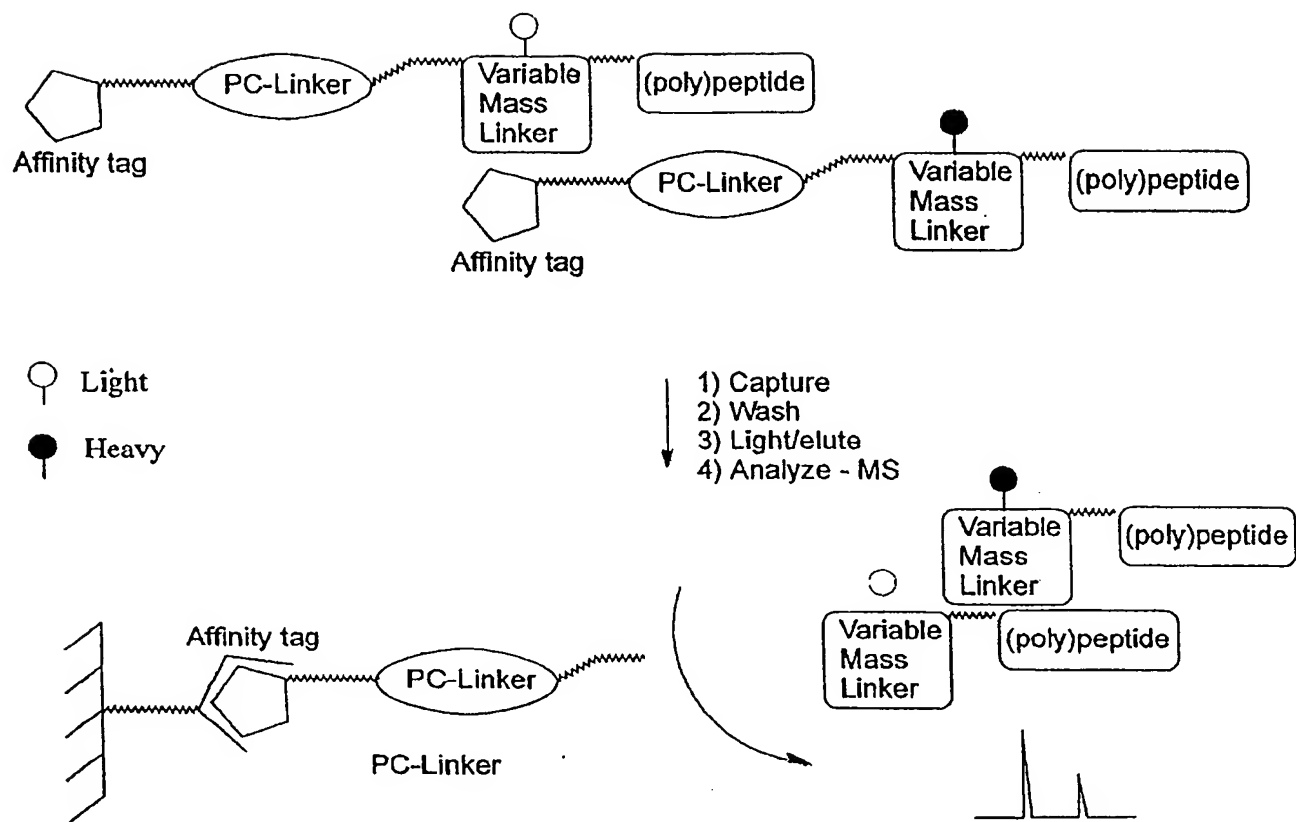 PC-Linker
Variable
Mass
Linker
(poly)peptide
Affinity tag
PC-Linker
Variable
Mass
Linker
(poly)peptide
Affinity tag
Light
Heavy
1) Capture
2) Wash
3) Light/elute
4) Analyze - MS
Variable
Mass
Linker
(poly)peptide
Variable
Mass
Linker
(poly)peptide
Affinity tag
PC-Linker
PC-Linker